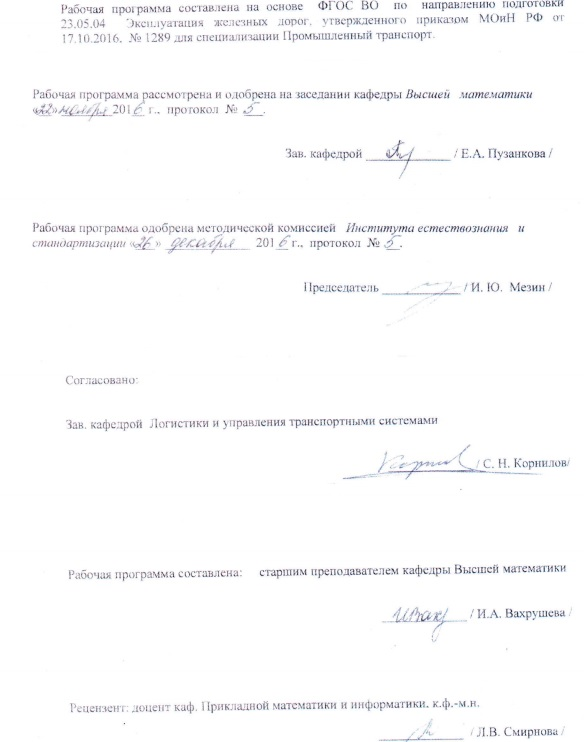 Рабочая программа составлена на основе ФГОС ВО по направлению подготовки
23.05.04 Эксплуатация железных дорог, утвержденного приказом МОиН РФ от
17.10.2016. № 1289 для специализации Промышленный транспорт.
Рабочая программа рассмотрена и одобрена на заседании кафедры Высшей математики
«22» ноября 2016 г., протокол № 5.
Зав. кафедрой / Е.А. Пузанкова /
Рабочая программа одобрена методической комиссией Института естествознания и
стандартизации «26» декабря 2016 г., протокол № 5.
Председатель / И. Ю. Мезин /
Согласовано:
Зав. кафедрой Логистики и управления транспортными системами
/ С. Н. Корнилов/
Рабочая программа составлена: старшим преподавателем кафедры Высшей математики
/ И.А. Вахрушева /
Рецензент: доцент каф. Прикладной математики и информатики, к.ф.-м.н.
/ Л.В. Смирнова /